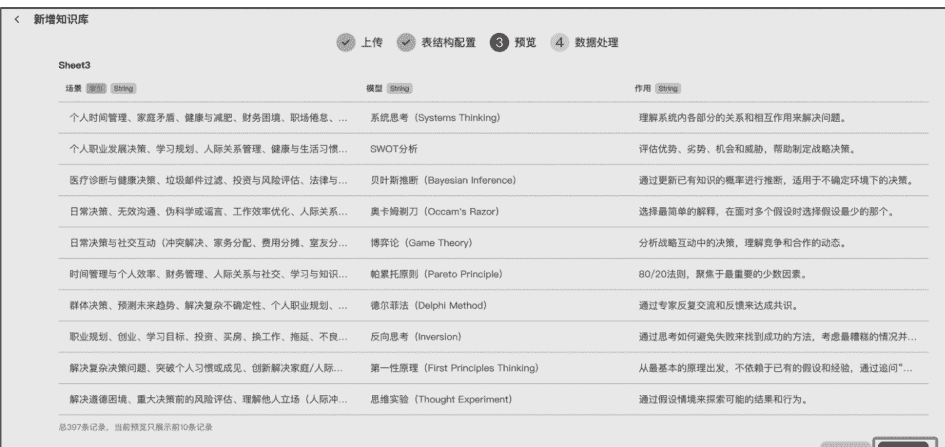 < 新增知识库
上传 表结构配置 3 预览 4 数据处理
Sheet3
场景 索引 String 模型 String 作用 String
个人时间管理、家庭矛盾、健康与减肥、财务困境、职场倦怠、... 系统思考（Systems Thinking） 理解系统内各部分的关系和相互作用来解决问题。
个人职业发展决策、学习规划、人际关系管理、健康与生活习惯... SWOT分析 评估优势、劣势、机会和威胁，帮助制定战略决策。
医疗诊断与健康决策、垃圾邮件过滤、投资与风险评估、法律与... 贝叶斯推断（Bayesian Inference） 通过更新已有知识的概率进行推断，适用于不确定环境下的决策。
日常决策、无效沟通、伪科学或谣言、工作效率优化、人际关系... 奥卡姆剃刀（Occam's Razor） 选择最简单的解释，在面对多个假设时选择假设最少的那个。
日常决策与社交互动（冲突解决、家务分配、费用分摊、室友分... 博弈论（Game Theory） 分析战略互动中的决策，理解竞争和合作的动态。
时间管理与个人效率、财务管理、人际关系与社交、学习与知识... 帕累托原则（Pareto Principle） 80/20法则，聚焦于最重要的少数因素。
群体决策、预测未来趋势、解决复杂不确定性、个人职业规划、... 德尔菲法（Delphi Method） 通过专家反复交流和反馈来达成共识。
职业规划、创业、学习目标、投资、买房、换工作、拖延、不良... 反向思考（Inversion） 通过思考如何避免失败来找到成功的方法，考虑最糟糕的情况并...
解决复杂决策问题、突破个人习惯或成见、创新解决家庭/人际... 第一性原理（First Principles Thinking） 从最基本的原理出发，不依赖于已有的假设和经验，通过追问"...
解决道德困境、重大决策前的风险评估、理解他人立场（人际冲... 思维实验（Thought Experiment） 通过假设情境来探索可能的结果和行为。
总397条记录，当前预览只展示前10条记录